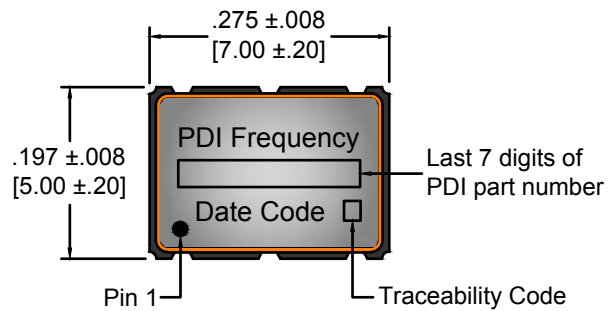 .275 ±.008
[7.00 ±.20]
.197 ±.008
[5.00 ±.20]
PDI Frequency
Last 7 digits of
PDI part number
Date Code
Pin 1
Traceability Code